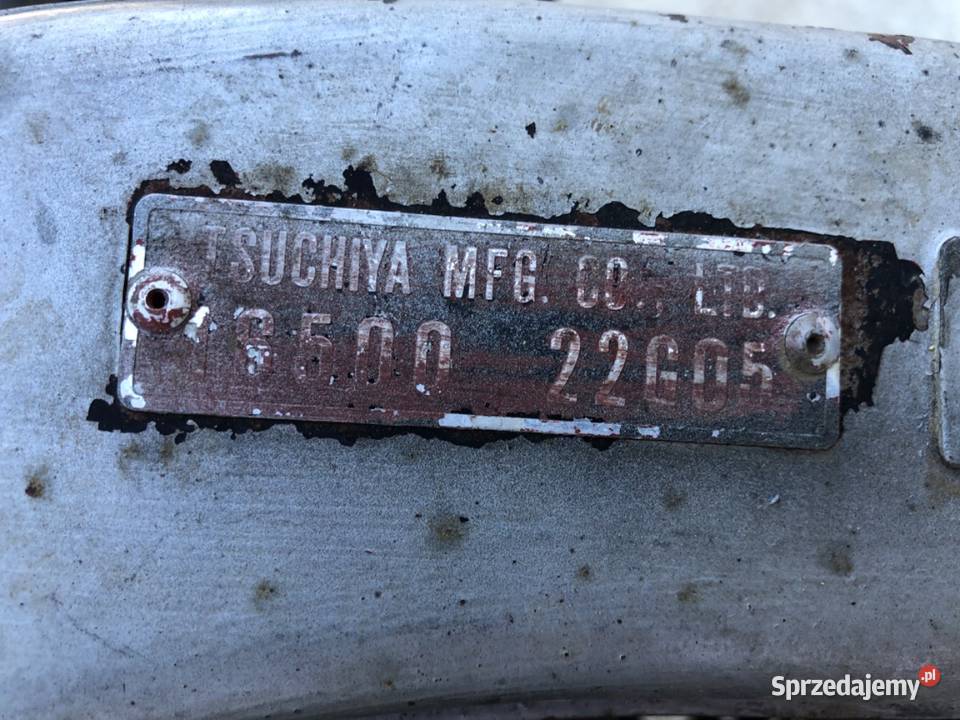 TSUCHIYA MFG. CO., LTD.
16500 22G05
Sprzedajemy.pl